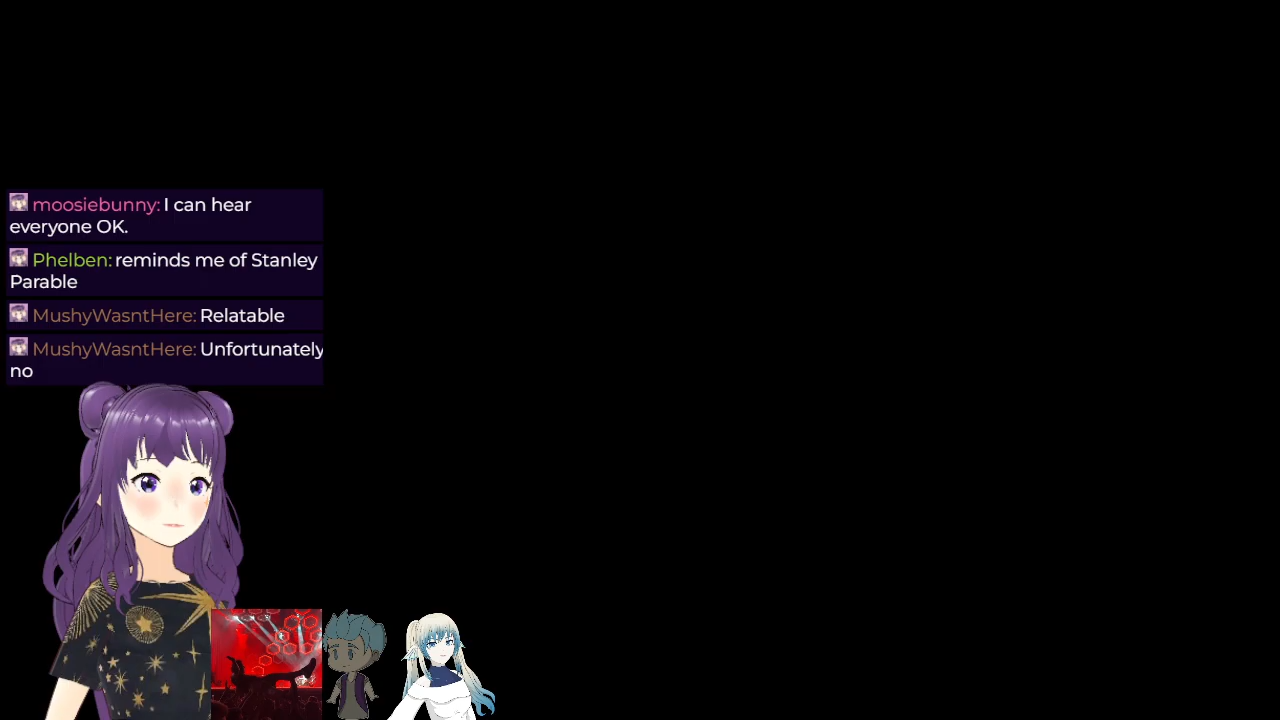 moosiebunny: I can hear
everyone OK.
Phelben: reminds me of Stanley
Parable
MushyWasntHere: Relatable
MushyWasntHere: Unfortunately
no